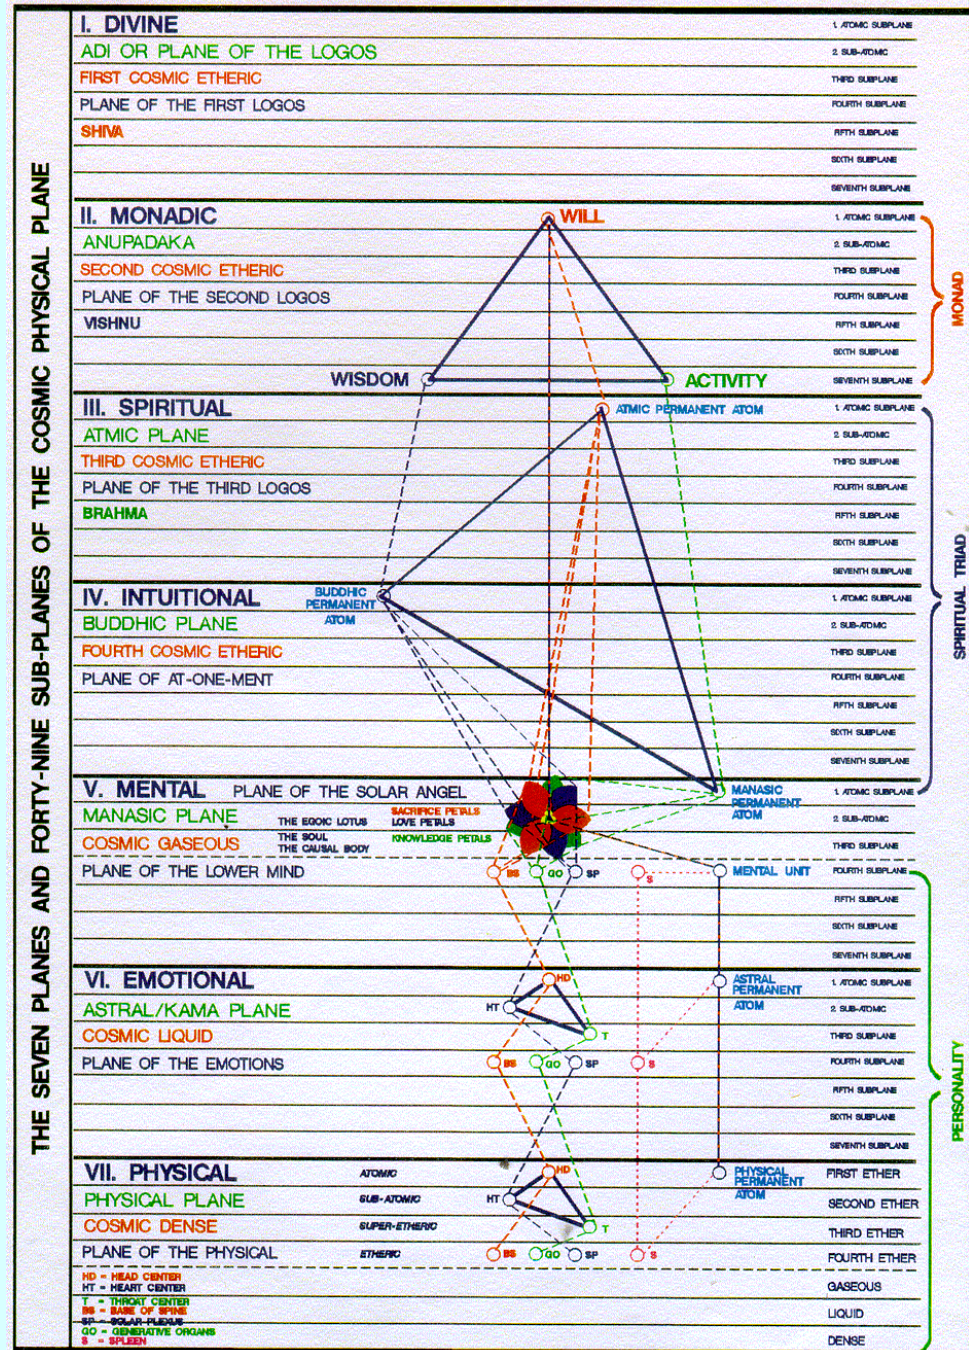 THE SEVEN PLANES AND FORTY-NINE SUB-PLANES OF THE COSMIC PHYSICAL PLANE
I. DIVINE 1. ATOMIC SUBPLANE
ADI OR PLANE OF THE LOGOS 2. SUB-ATOMIC
FIRST COSMIC ETHERIC THIRD SUBPLANE
PLANE OF THE FIRST LOGOS FOURTH SUBPLANE
SHIVA FIFTH SUBPLANE
SIXTH SUBPLANE
SEVENTH SUBPLANE
II. MONADIC WILL 1. ATOMIC SUBPLANE
ANUPADAKA 2. SUB-ATOMIC
SECOND COSMIC ETHERIC THIRD SUBPLANE
PLANE OF THE SECOND LOGOS FOURTH SUBPLANE
VISHNU FIFTH SUBPLANE
SIXTH SUBPLANE
WISDOM ACTIVITY SEVENTH SUBPLANE
MONAD
III. SPIRITUAL ATMIC PERMANENT ATOM 1. ATOMIC SUBPLANE
ATMIC PLANE 2. SUB-ATOMIC
THIRD COSMIC ETHERIC THIRD SUBPLANE
PLANE OF THE THIRD LOGOS FOURTH SUBPLANE
BRAHMA FIFTH SUBPLANE
SIXTH SUBPLANE
SEVENTH SUBPLANE
IV. INTUITIONAL BUDDHIC PERMANENT ATOM 1. ATOMIC SUBPLANE
BUDDHIC PLANE 2. SUB-ATOMIC
FOURTH COSMIC ETHERIC THIRD SUBPLANE
PLANE OF AT-ONE-MENT FOURTH SUBPLANE
FIFTH SUBPLANE
SIXTH SUBPLANE
SEVENTH SUBPLANE
SPIRITUAL TRIAD
V. MENTAL PLANE OF THE SOLAR ANGEL MANASIC PERMANENT ATOM 1. ATOMIC SUBPLANE
MANASIC PLANE THE EGOIC LOTUS SACRIFICE PETALS LOVE PETALS 2. SUB-ATOMIC
COSMIC GASEOUS THE SOUL THE CAUSAL BODY KNOWLEDGE PETALS THIRD SUBPLANE
PLANE OF THE LOWER MIND BS GO SP S MENTAL UNIT FOURTH SUBPLANE
FIFTH SUBPLANE
SIXTH SUBPLANE
SEVENTH SUBPLANE
VI. EMOTIONAL HD ASTRAL PERMANENT ATOM 1. ATOMIC SUBPLANE
ASTRAL/KAMA PLANE HT 2. SUB-ATOMIC
COSMIC LIQUID T THIRD SUBPLANE
PLANE OF THE EMOTIONS BS GO SP S FOURTH SUBPLANE
FIFTH SUBPLANE
SIXTH SUBPLANE
SEVENTH SUBPLANE
PERSONALITY
VII. PHYSICAL ATOMIC HD PHYSICAL PERMANENT ATOM FIRST ETHER
PHYSICAL PLANE SUB-ATOMIC HT SECOND ETHER
COSMIC DENSE SUPER-ETHERIC T THIRD ETHER
PLANE OF THE PHYSICAL ETHERIC BS GO SP S FOURTH ETHER
HD = HEAD CENTER
HT = HEART CENTER
T = THROAT CENTER
BS = BASE OF SPINE
SP = SOLAR PLEXUS
GO = GENERATIVE ORGANS
S = SPLEEN
GASEOUS
LIQUID
DENSE